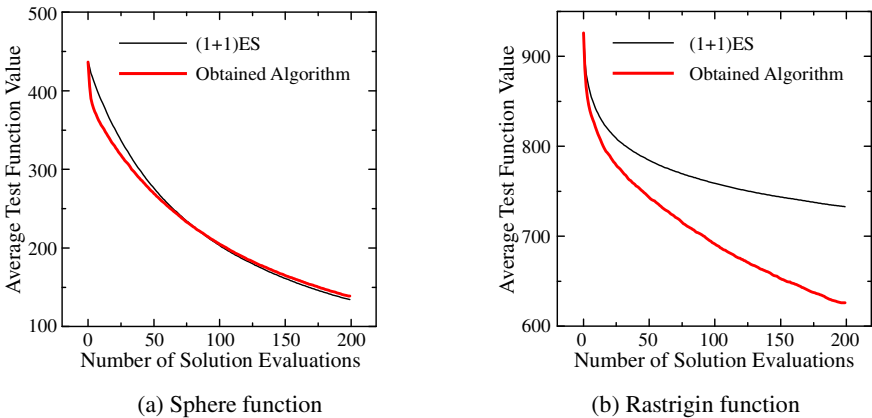 500
400
300
200
100
0 50 100 150 200
Average Test Function Value
Number of Solution Evaluations
(1+1)ES
Obtained Algorithm
(a) Sphere function
900
800
700
600
0 50 100 150 200
Average Test Function Value
Number of Solution Evaluations
(1+1)ES
Obtained Algorithm
(b) Rastrigin function